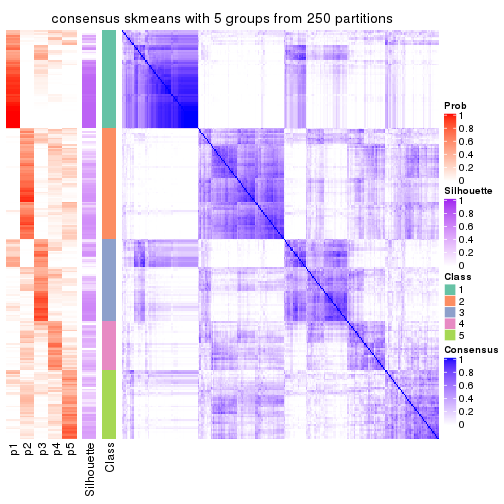 consensus skmeans with 5 groups from 250 partitions
Prob
1
0.8
0.6
0.4
0.2
0
Silhouette
1
0.8
0.6
0.4
0.2
0
Class
1
2
3
4
5
Consensus
1
0.8
0.6
0.4
0.2
0
p1
p2
p3
p4
p5
Silhouette
Class